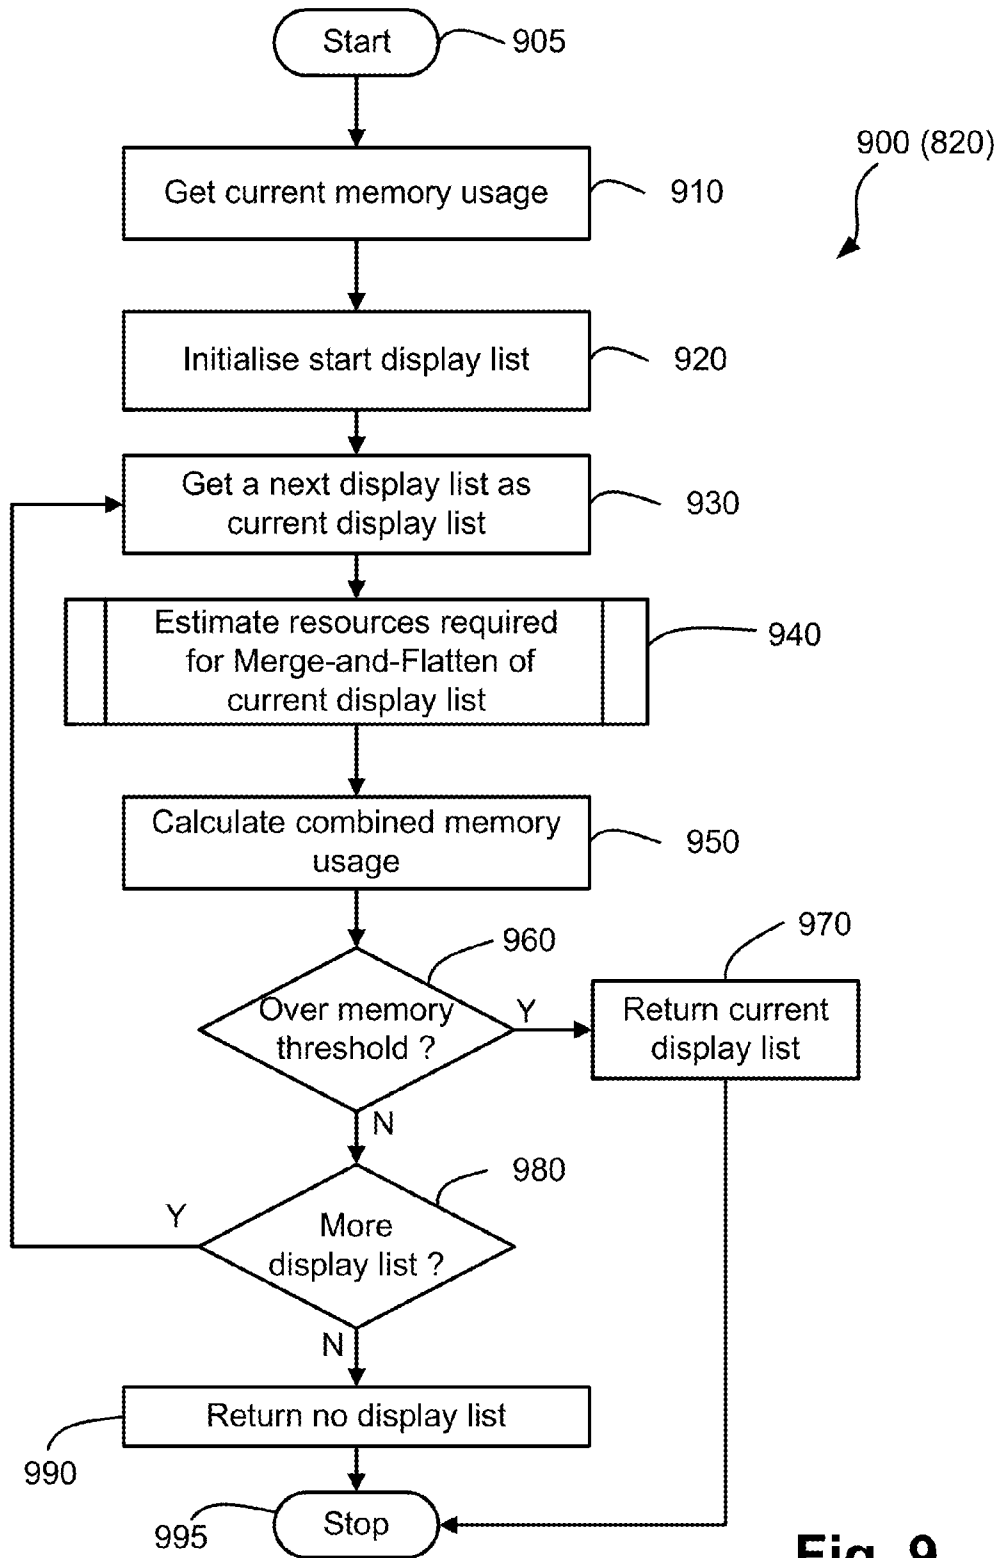 Start
905
900 (820)
Get current memory usage
910
Initialise start display list
920
Get a next display list as
current display list
930
Estimate resources required
for Merge-and-Flatten of
current display list
940
Calculate combined memory
usage
950
960
970
Over memory
threshold ?
Y
Return current
display list
N
980
Y
More
display list ?
N
Return no display list
990
Stop
995
Fig. 9